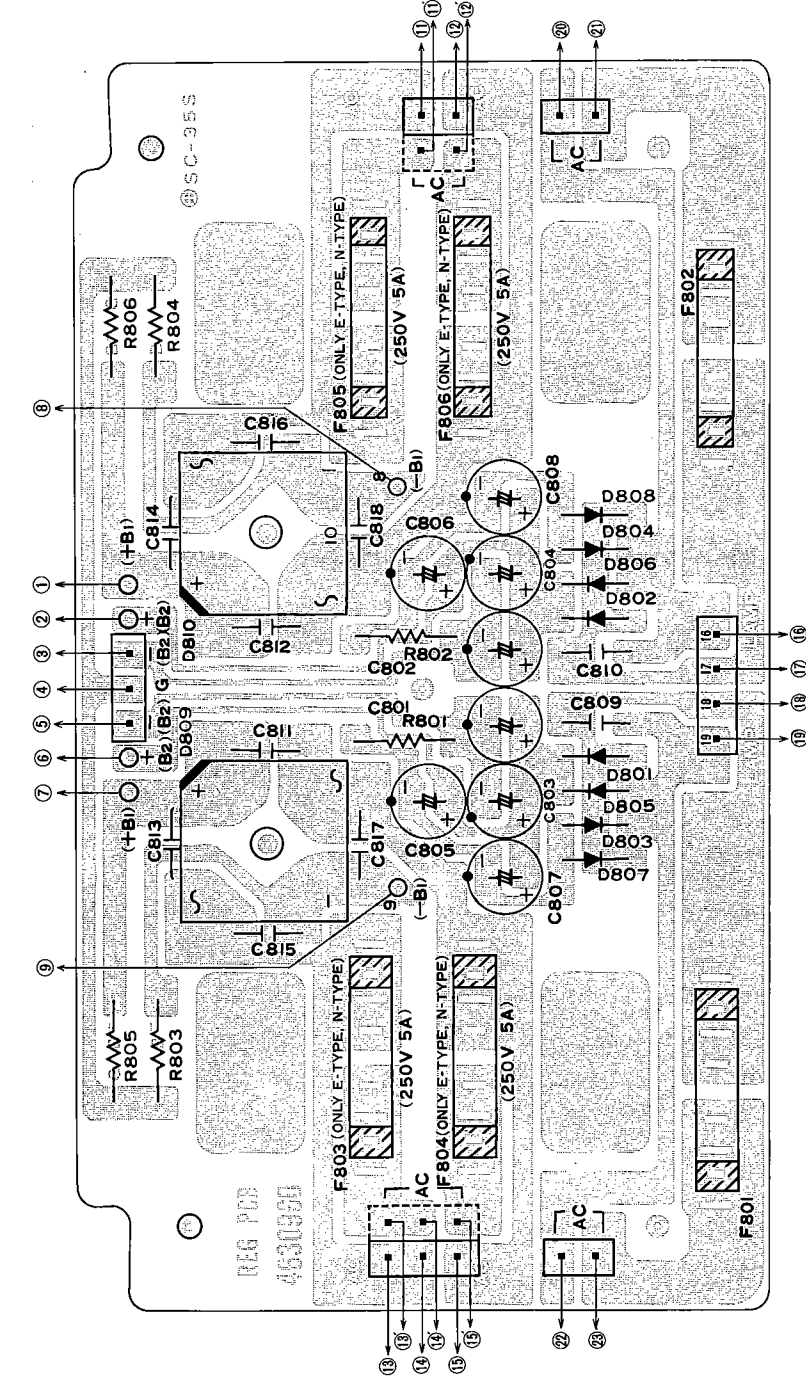 ⑪ ⑪' ⑫ ⑫' ⑳ ㉑
@SC-35S
AC
AC
R806
R804
F805 (ONLY E-TYPE, N-TYPE)
(250V 5A)
F806 (ONLY E-TYPE, N-TYPE)
(250V 5A)
F802
⑧
C816
C814
C818
8
(-B1)
10
+
C812
D810
C806
C808
C804
D808
D804
D806
D802
①
(+B1)
②
+
(B2)
③
-
(B2)
④
G
⑤
-
(B2)
⑥
+
(B2)
⑦
(+B1)
C802
R802
C801
R801
C810
C809
16 17 18 19
⑯ ⑰ ⑱ ⑲
D809
C811
+
C813
C817
C815
C805
C803
C807
D801
D805
D803
D807
9
(-B1)
⑨
R805
R803
F803 (ONLY E-TYPE, N-TYPE)
(250V 5A)
F804 (ONLY E-TYPE, N-TYPE)
(250V 5A)
F801
REG PCB
AC
AC
⑬ ⑬' ⑭ ⑭' ⑮ ⑮' ㉒ ㉓